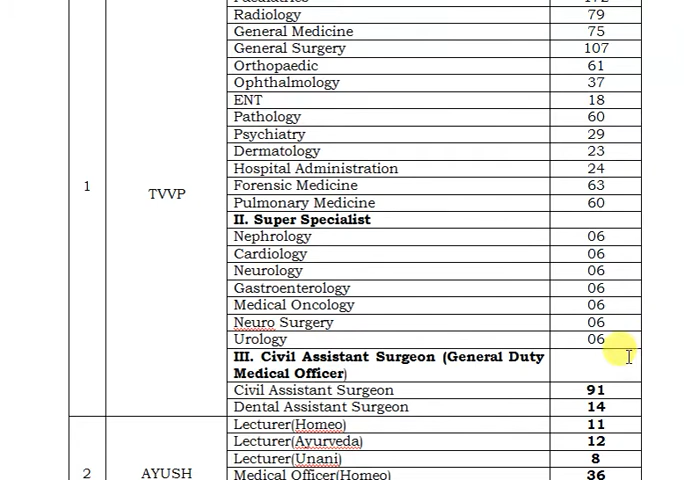 Radiology 79
General Medicine 75
General Surgery 107
Orthopaedic 61
Ophthalmology 37
ENT 18
Pathology 60
Psychiatry 29
Dermatology 23
Hospital Administration 24
1 TVVP Forensic Medicine 63
Pulmonary Medicine 60
II. Super Specialist
Nephrology 06
Cardiology 06
Neurology 06
Gastroenterology 06
Medical Oncology 06
Neuro Surgery 06
Urology 06
III. Civil Assistant Surgeon (General Duty
Medical Officer)
Civil Assistant Surgeon 91
Dental Assistant Surgeon 14
Lecturer(Homeo) 11
Lecturer(Ayurveda) 12
Lecturer(Unani) 8
2 AYUSH Medical Officer(Homeo) 36